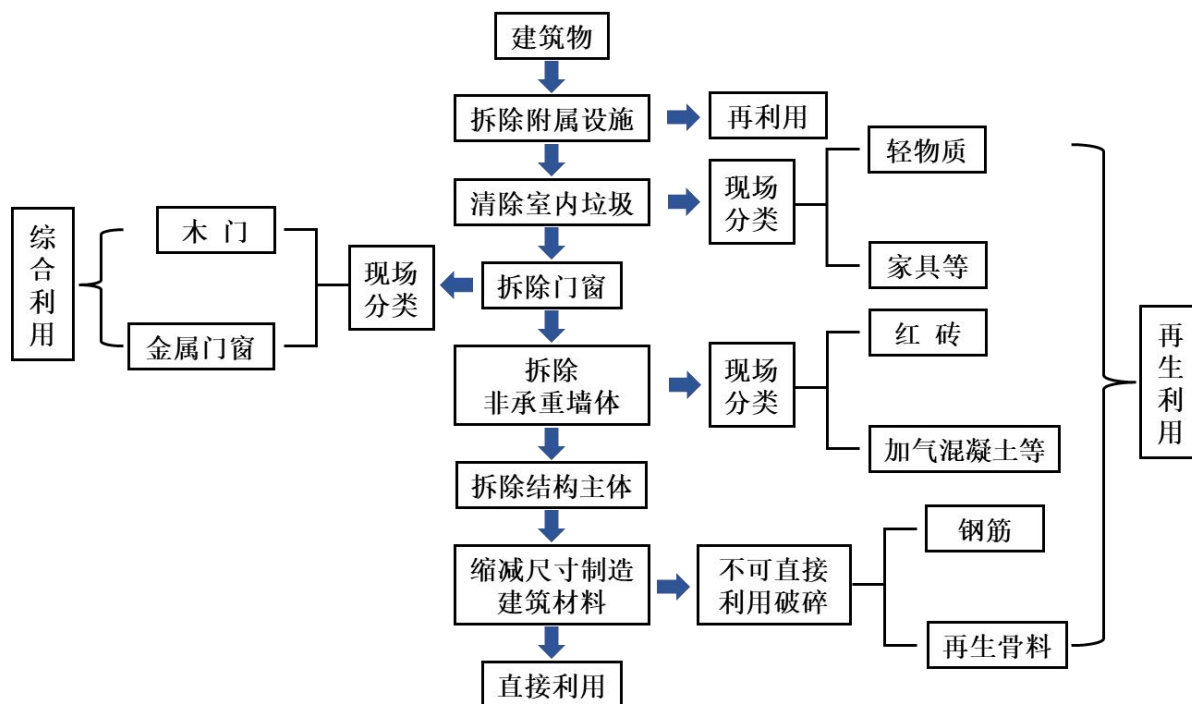 建筑物
拆除附属设施
再利用
轻物质
清除室内垃圾
现场
分类
家具等
综
合
利
用
木 门
金属门窗
现场
分类
拆除门窗
拆除
非承重墙体
现场
分类
红 砖
加气混凝土等
再
生
利
用
拆除结构主体
缩减尺寸制造
建筑材料
不可直接
利用破碎
钢筋
再生骨料
直接利用